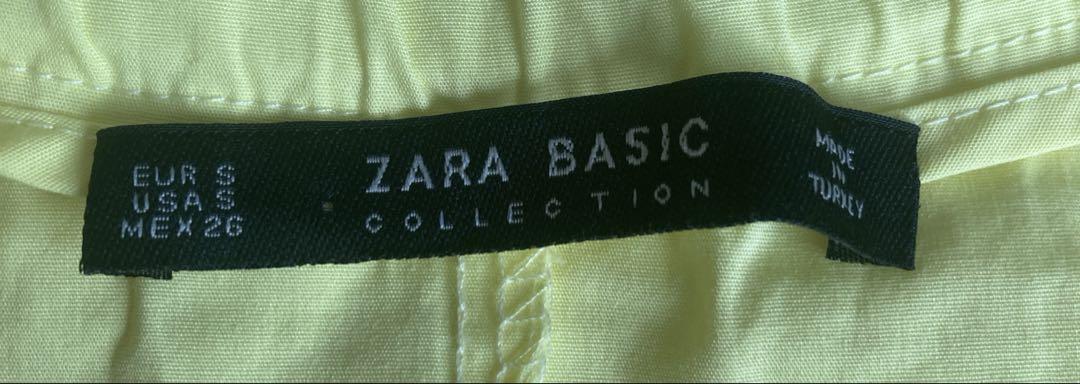 EUR S
USA S
MEX 26
ZARA BASIC
COLLECTION
MADE
IN
TURKEY